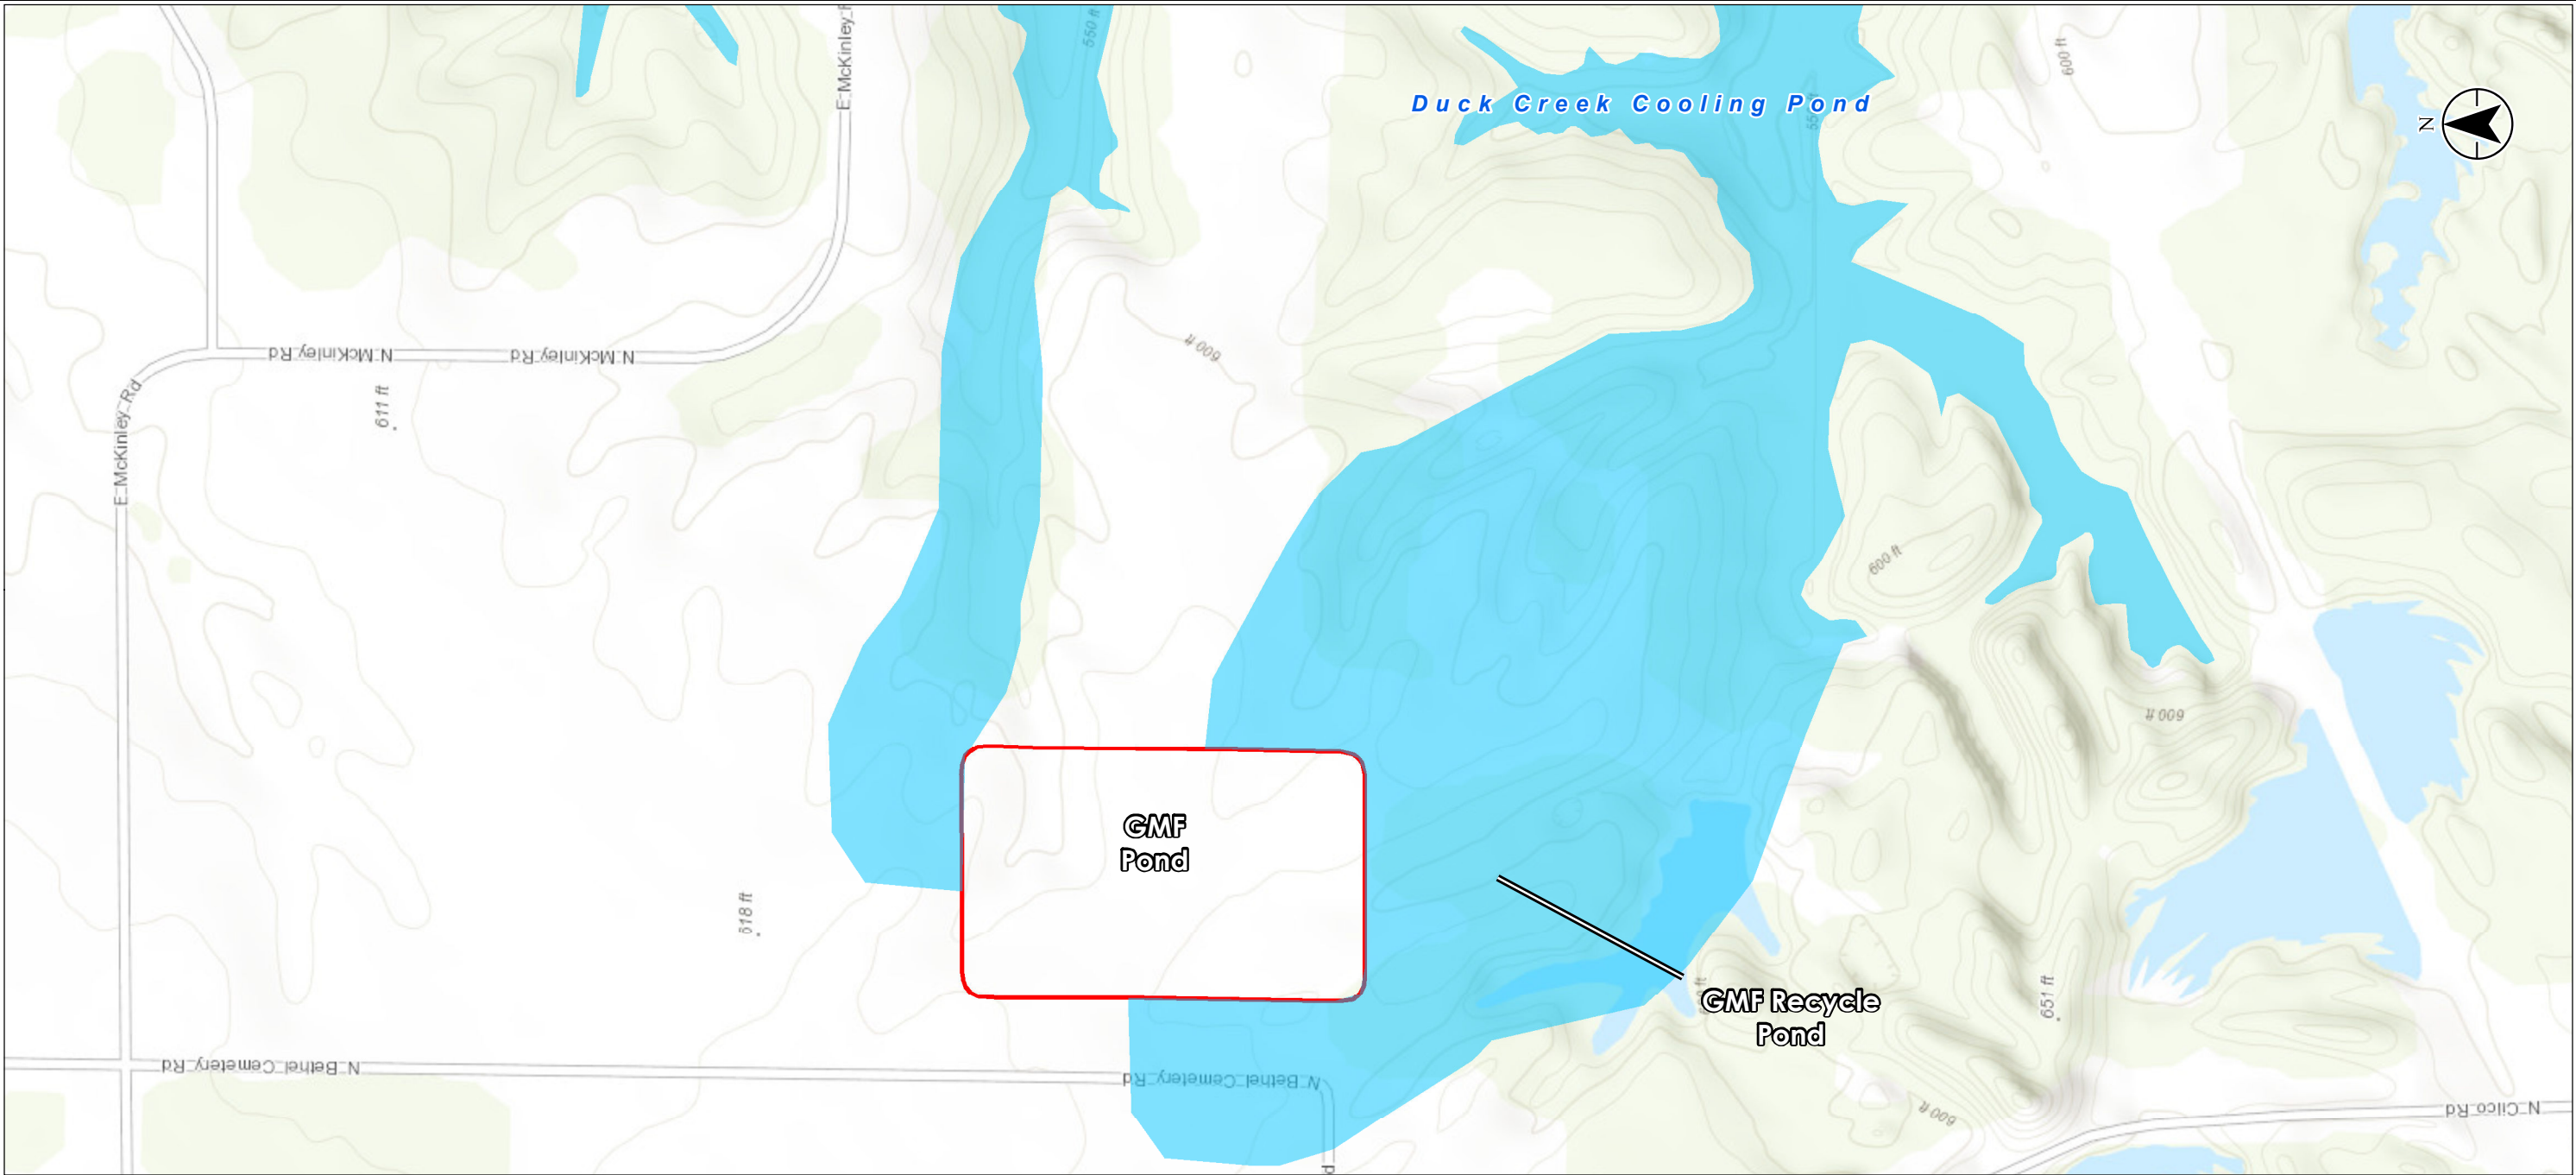 550 ft
E McKinley R
600 ft
Duck Creek Cooling Pond
550 ft
N
N McKinley Rd
N McKinley Rd
600 ft
E McKinley Rd
611 ft
600 ft
600 ft
GMF
Pond
618 ft
651 ft
GMF Recycle
Pond
N Bethel Cemetery Rd
N Bethel Cemetery Rd
600 ft
N Cilco Rd